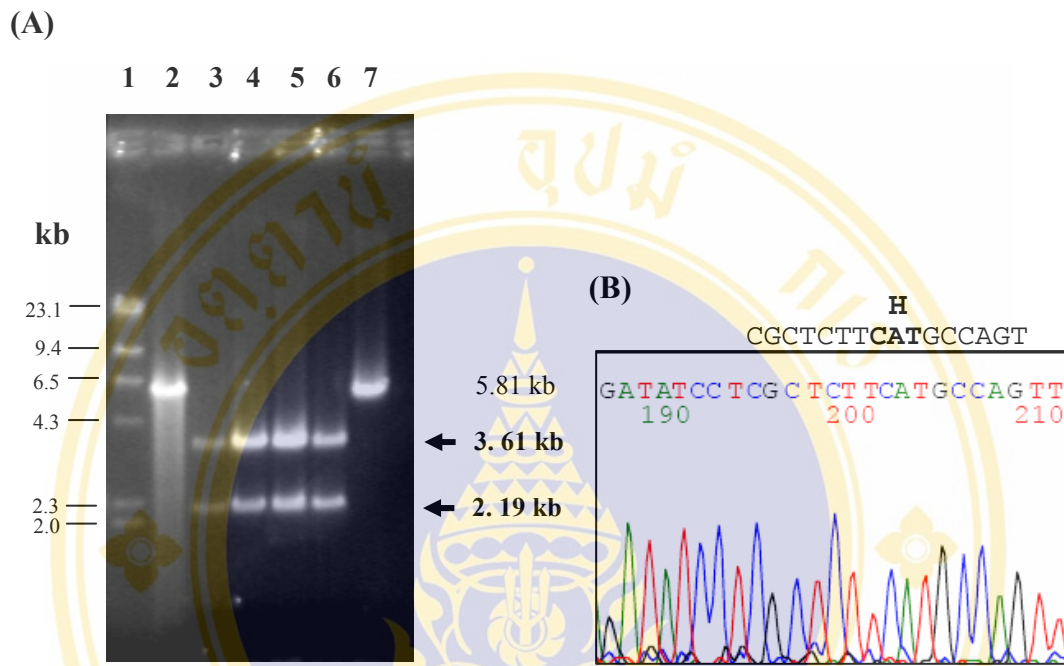 (A)
1 2 3 4 5 6 7
kb
23.1
9.4
6.5
4.3
2.3
2.0
5.81 kb
3. 61 kb
2. 19 kb
(B)
H
CGCTCTTCATGCCAGT
GATATCCTCGCTCTTCATGCCAGTT
190 200 210